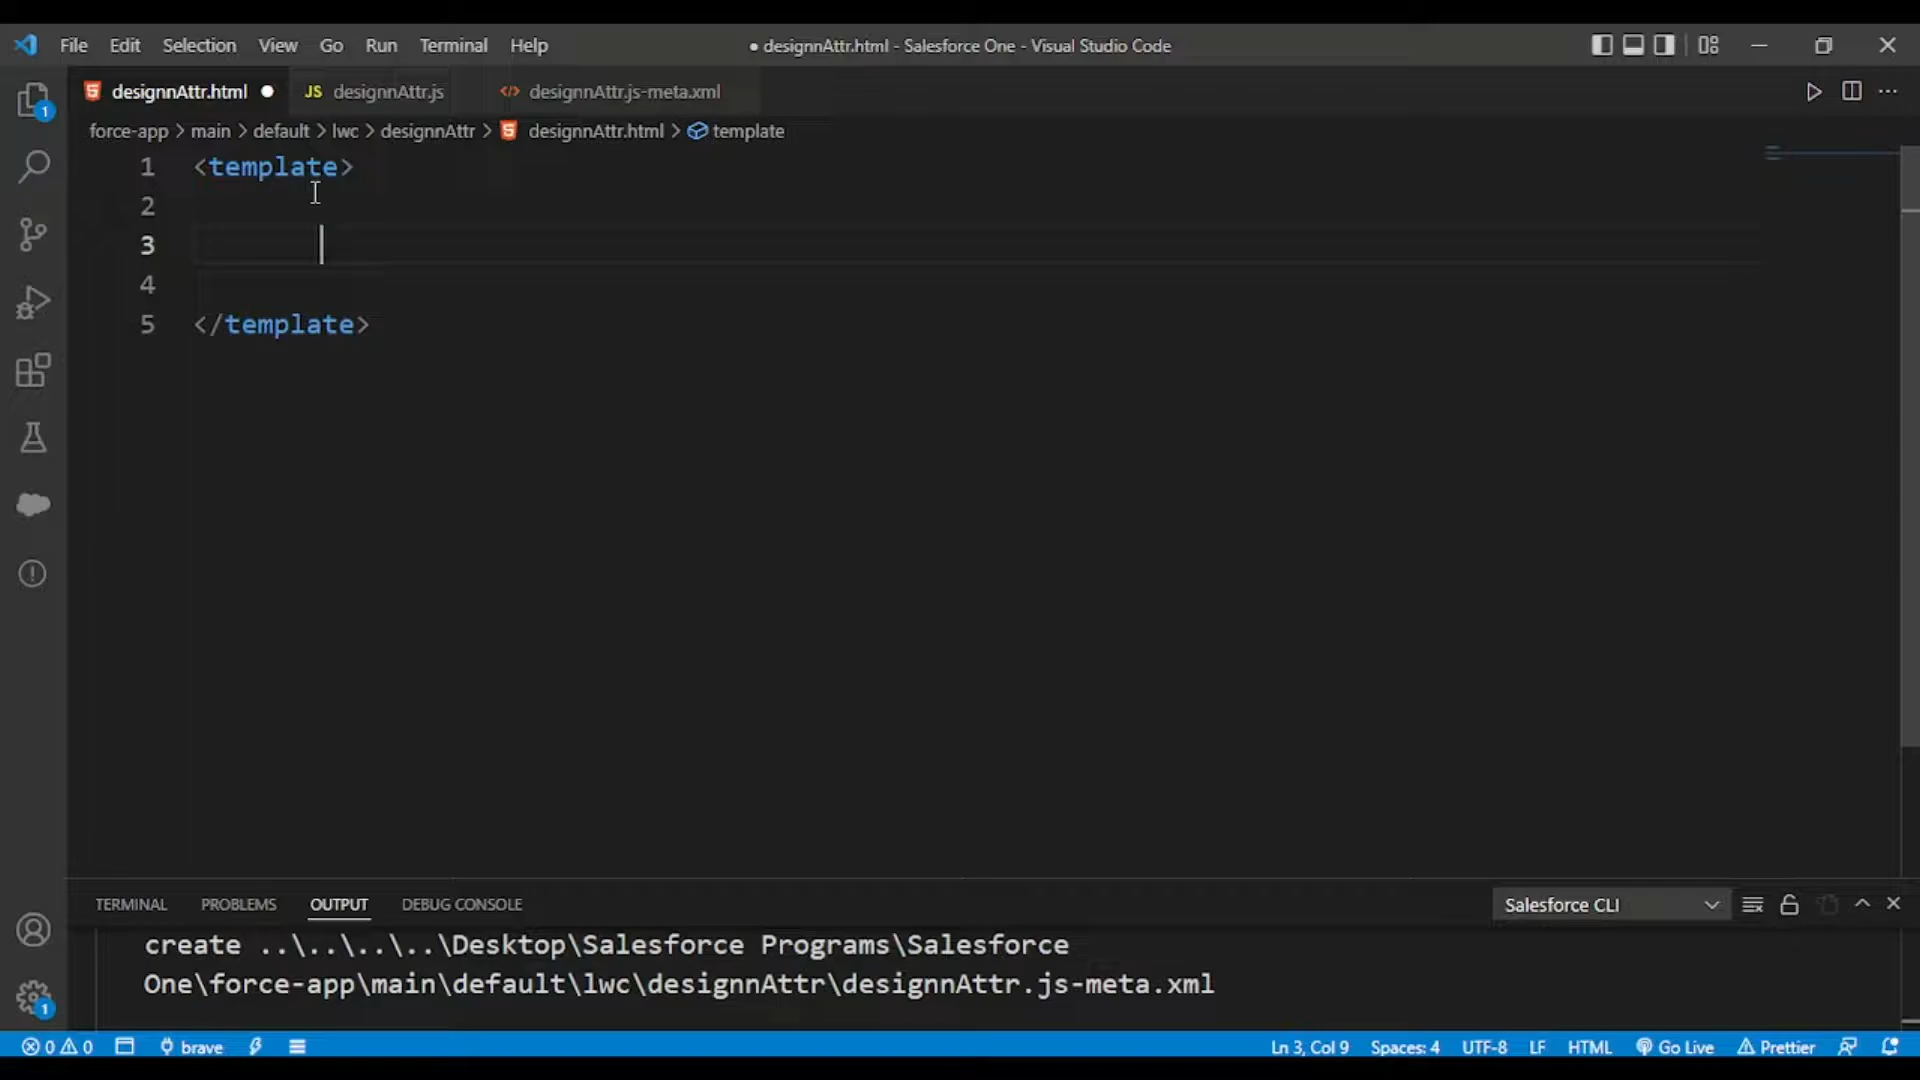 File Edit Selection View Go Run Terminal Help
● designnAttr.html - Salesforce One - Visual Studio Code
designnAttr.html ● JS designnAttr.js </> designnAttr.js-meta.xml
force-app > main > default > lwc > designnAttr > designnAttr.html > template
1 <template>
2
3
4
5 </template>
1
TERMINAL PROBLEMS OUTPUT DEBUG CONSOLE Salesforce CLI
create ..\..\..\..\Desktop\Salesforce Programs\Salesforce
One\force-app\main\default\lwc\designnAttr\designnAttr.js-meta.xml
1
0 0 brave Ln 3, Col 9 Spaces: 4 UTF-8 LF HTML Go Live Prettier